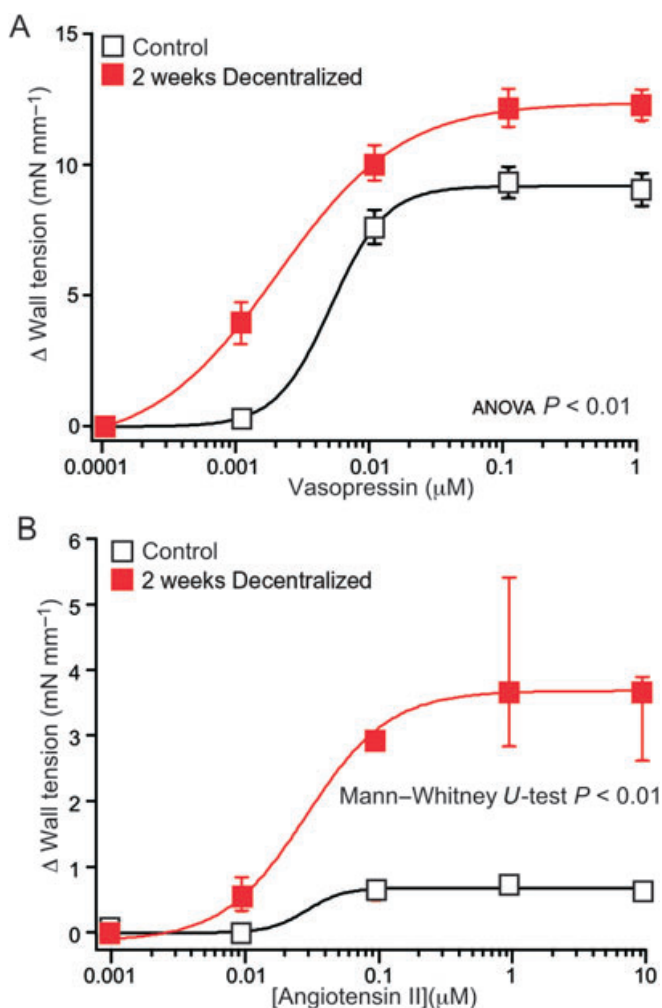 A
15
Control
2 weeks Decentralized
10
5
0
Δ Wall tension (mN mm⁻¹)
ANOVA P < 0.01
0.0001
0.001
0.01
0.1
1
Vasopressin (μM)
B
6
Control
2 weeks Decentralized
5
4
3
2
1
0
Δ Wall tension (mN mm⁻¹)
Mann–Whitney U-test P < 0.01
0.001
0.01
0.1
1
10
[Angiotensin II](μM)